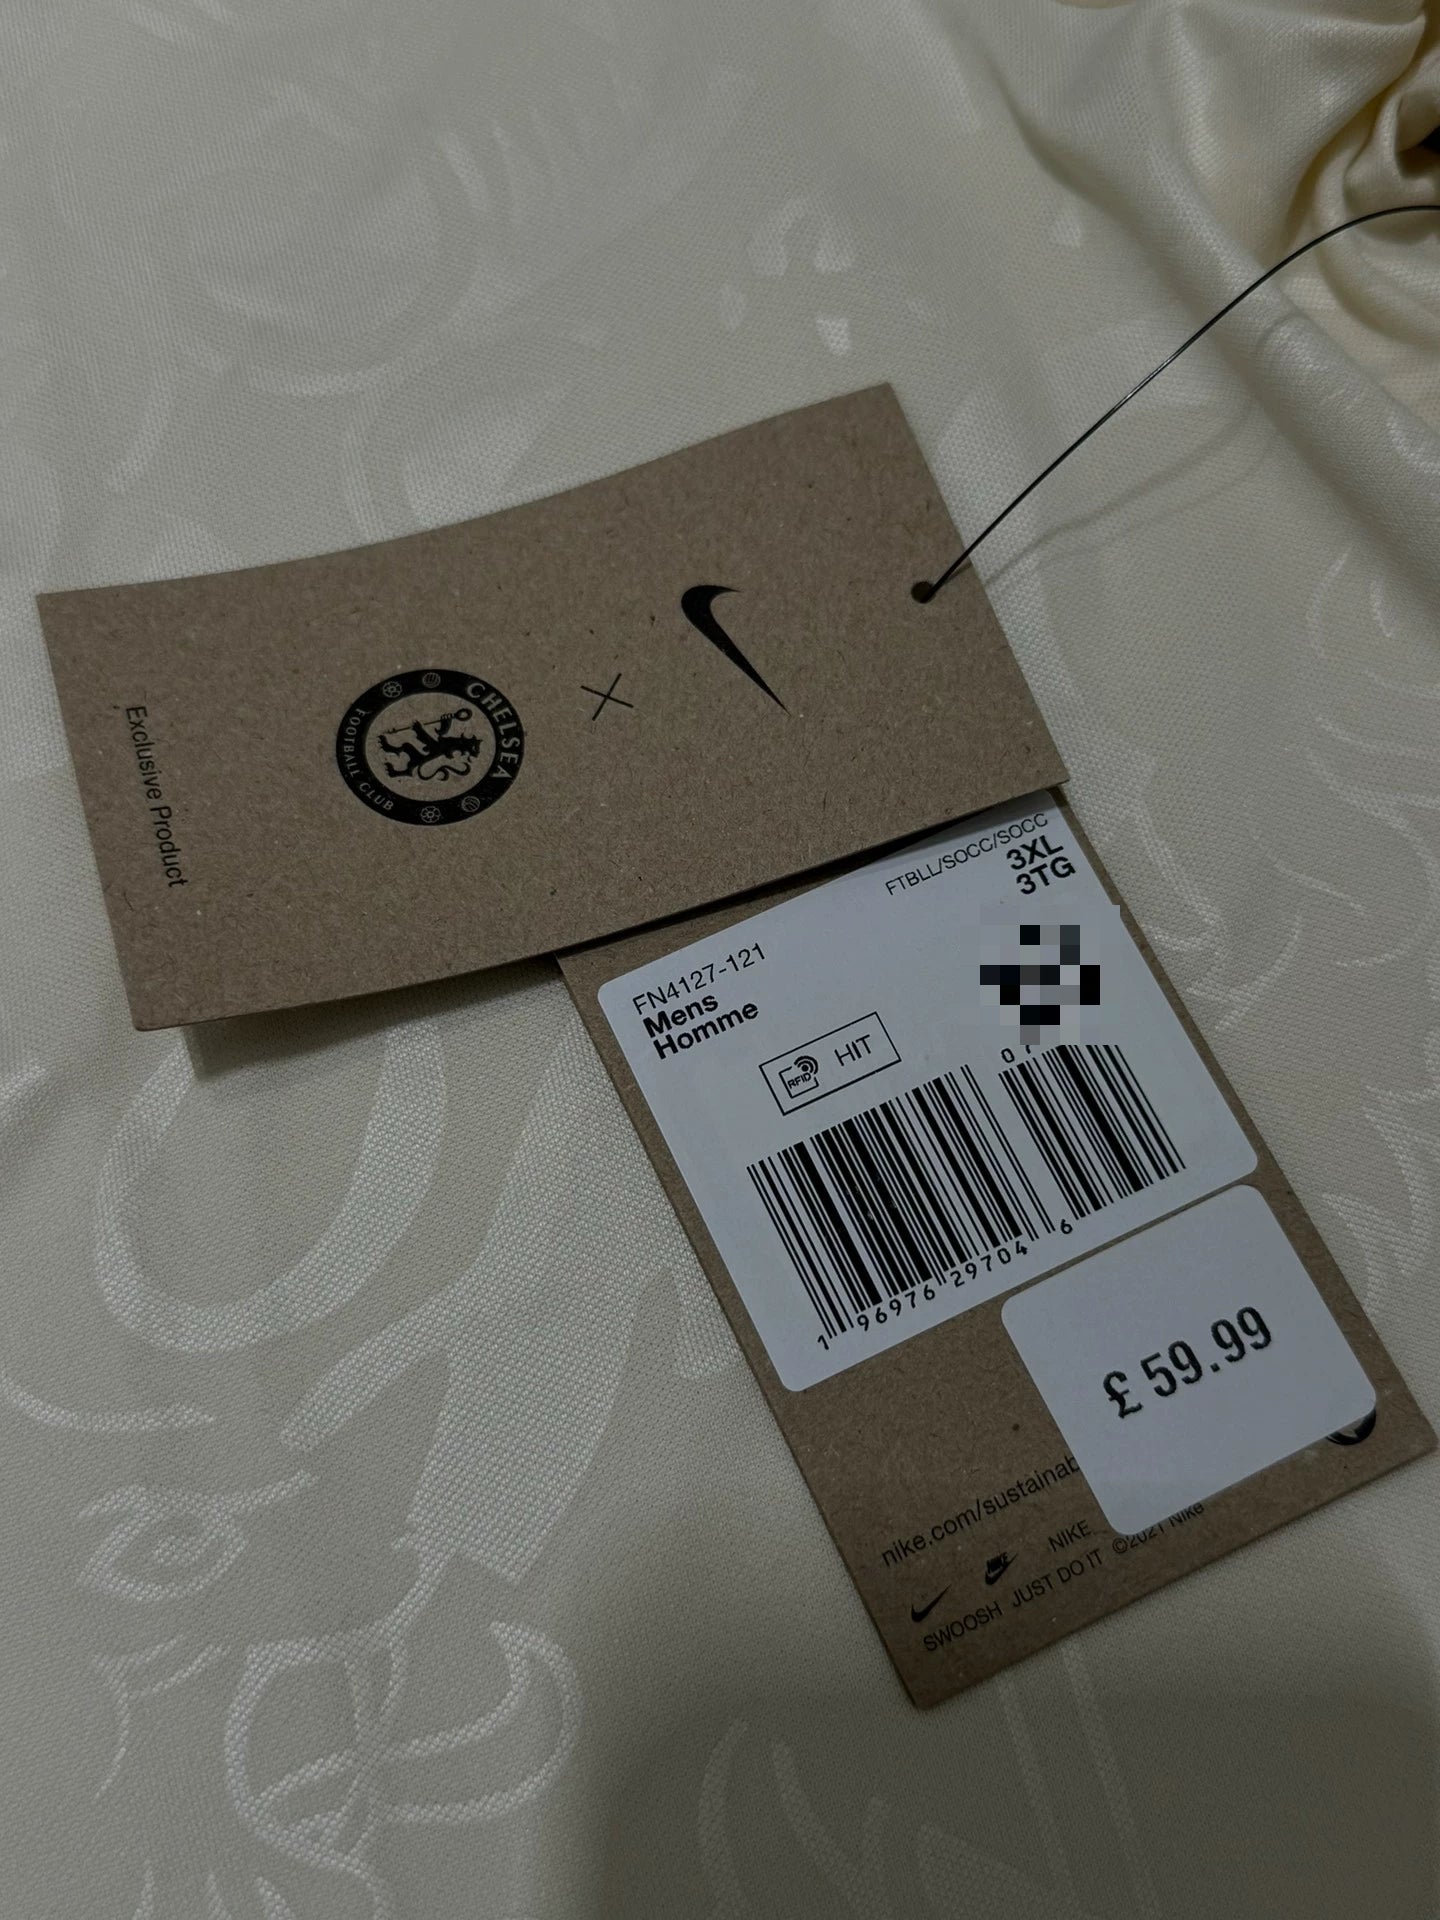 Exclusive Product
CHELSEA
FOOTBALL CLUB
FTBLL/SOCC/SOCC
3XL
3TG
FN4127-121
Mens
Homme
RFID HIT
07
1 96976 29704 6
£ 59.99
nike.com/sustainab
NIKE
SWOOSH JUST DO IT ©2021 Nike